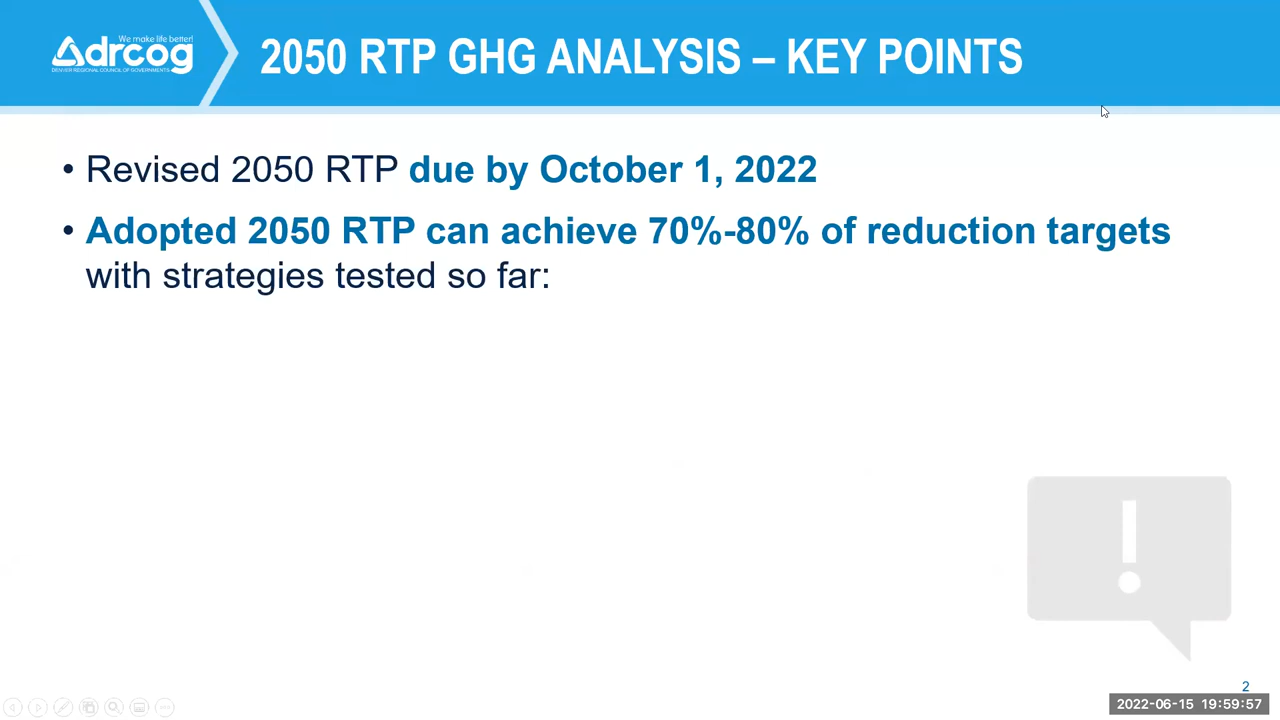 We make life better!
drcog
DENVER REGIONAL COUNCIL OF GOVERNMENTS
2050 RTP GHG ANALYSIS – KEY POINTS
• Revised 2050 RTP due by October 1, 2022
• Adopted 2050 RTP can achieve 70%-80% of reduction targets
with strategies tested so far:
!
2
2022-06-15 19:59:57